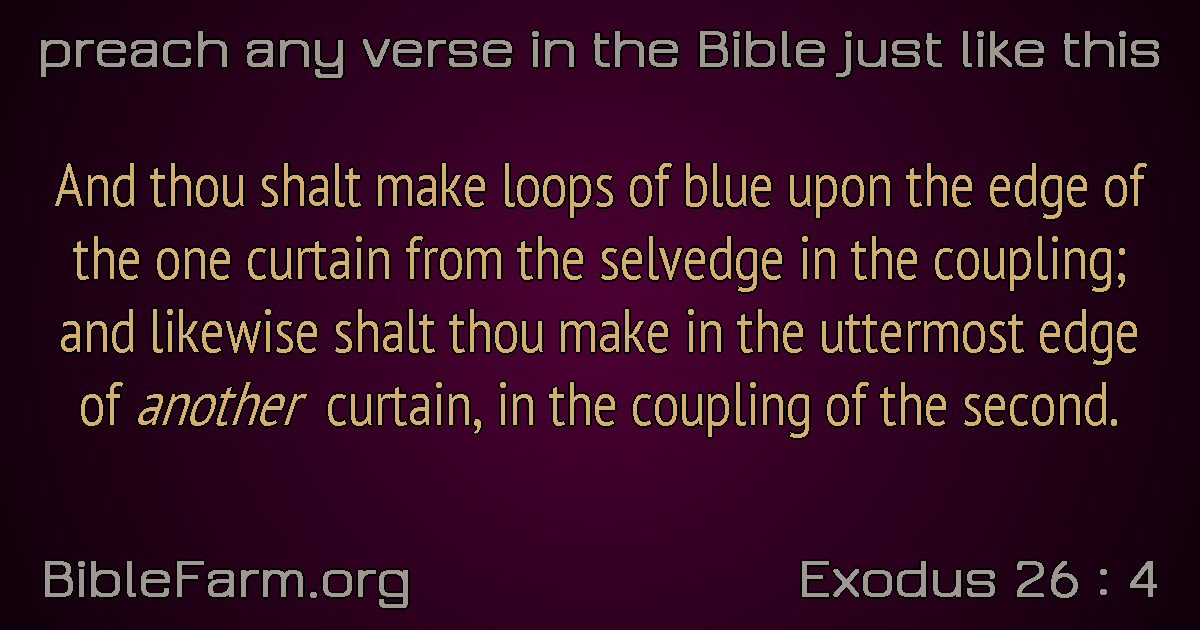 preach any verse in the Bible just like this
And thou shalt make loops of blue upon the edge of
the one curtain from the selvedge in the coupling;
and likewise shalt thou make in the uttermost edge
of another curtain, in the coupling of the second.
BibleFarm.org
Exodus 26 : 4